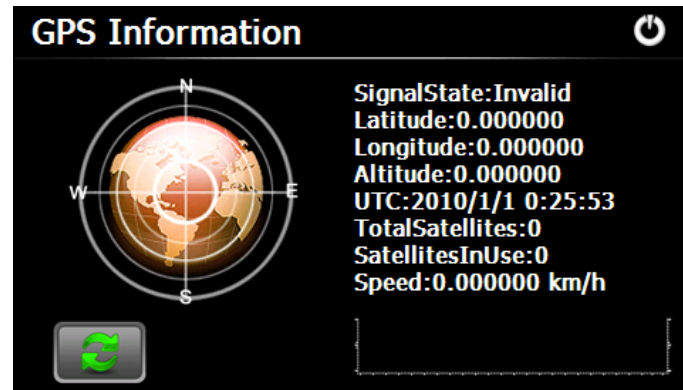 GPS Information
N
W
E
S
SignalState:Invalid
Latitude:0.000000
Longitude:0.000000
Altitude:0.000000
UTC:2010/1/1 0:25:53
TotalSatellites:0
SatellitesInUse:0
Speed:0.000000 km/h